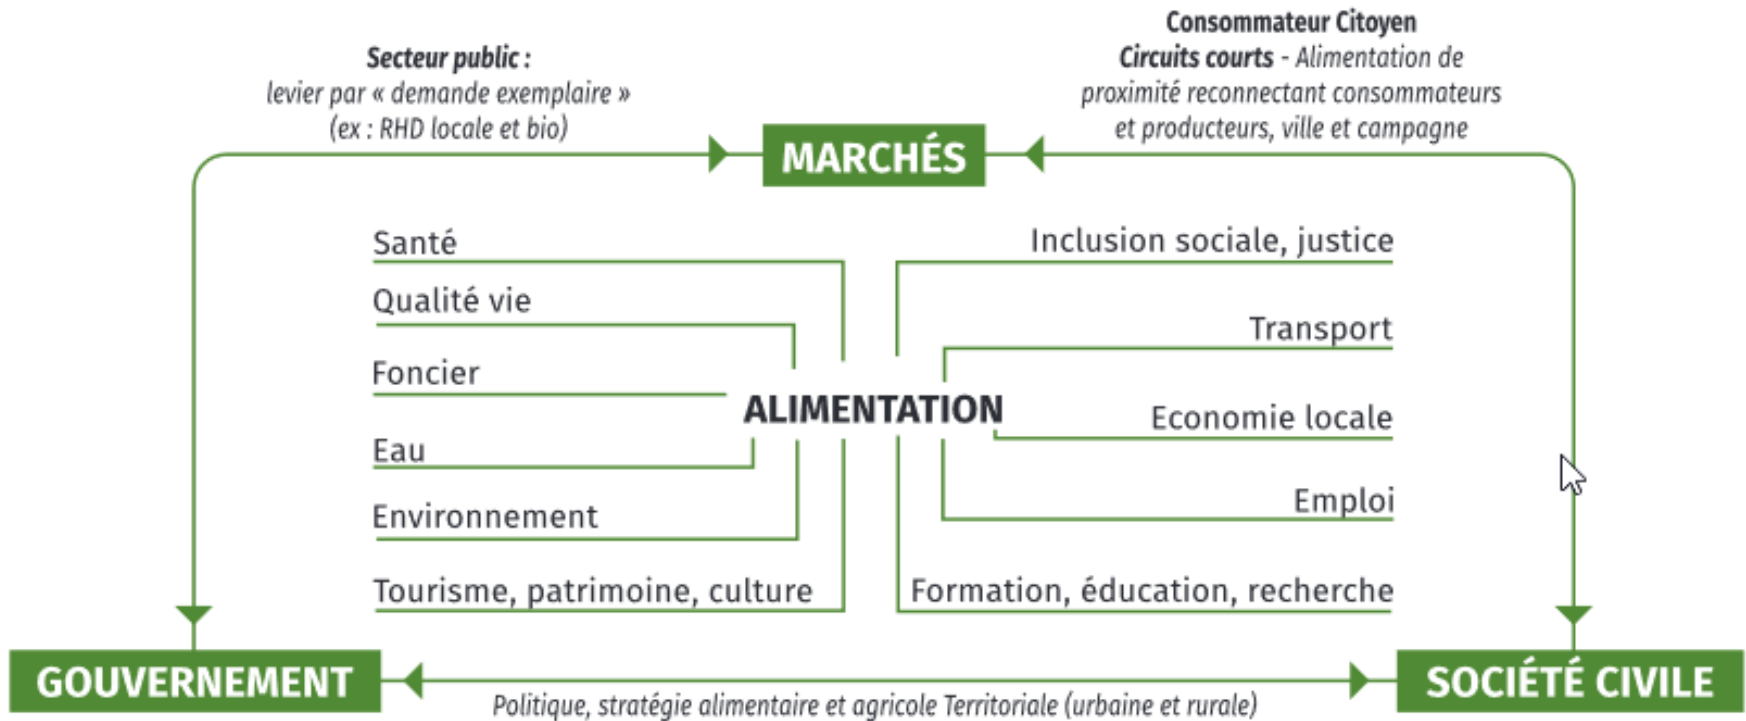 Secteur public :
levier par « demande exemplaire »
(ex : RHD locale et bio)
Consommateur Citoyen
Circuits courts - Alimentation de
proximité reconnectant consommateurs
et producteurs, ville et campagne
MARCHÉS
Santé
Qualité vie
Foncier
Eau
Environnement
Tourisme, patrimoine, culture
ALIMENTATION
Inclusion sociale, justice
Transport
Economie locale
Emploi
Formation, éducation, recherche
GOUVERNEMENT
Politique, stratégie alimentaire et agricole Territoriale (urbaine et rurale)
SOCIÉTÉ CIVILE